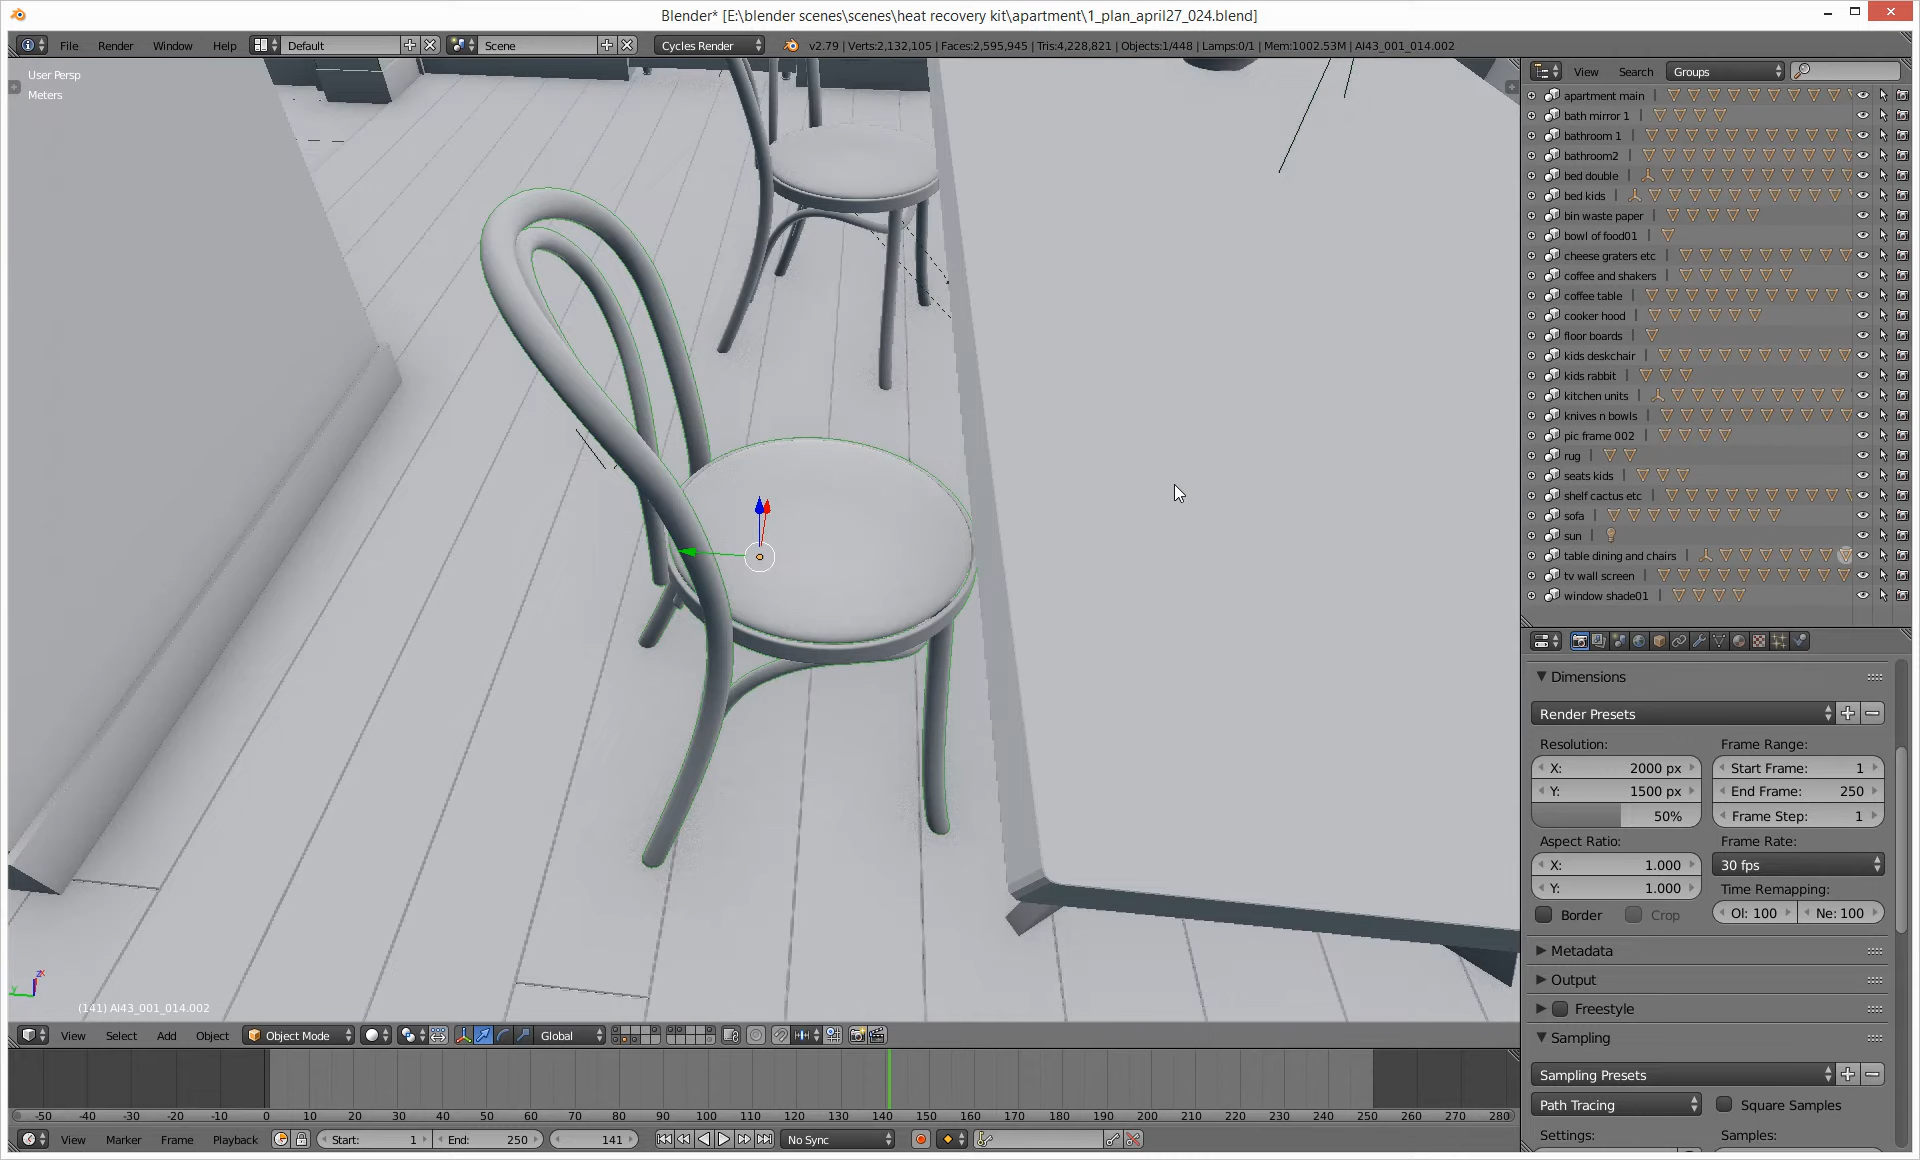 Blender* [E:\blender scenes\scenes\heat recovery kit\apartment\1_plan_april27_024.blend]
File Render Window Help Default Scene Cycles Render v2.79 | Verts:2,132,105 | Faces:2,595,945 | Tris:4,228,821 | Objects:1/448 | Lamps:0/1 | Mem:1002.53M | AI43_001_014.002
User Persp
Meters
View Search Groups
apartment main
bath mirror 1
bathroom 1
bathroom2
bed double
bed kids
bin waste paper
bowl of food01
cheese graters etc
coffee and shakers
coffee table
cooker hood
floor boards
kids deskchair
kids rabbit
kitchen units
knives n bowls
pic frame 002
rug
seats kids
shelf cactus etc
sofa
sun
table dining and chairs
tv wall screen
window shade01
Dimensions
Render Presets
Resolution: Frame Range:
X: 2000 px Start Frame: 1
Y: 1500 px End Frame: 250
50% Frame Step: 1
Aspect Ratio: Frame Rate:
X: 1.000 30 fps
Y: 1.000 Time Remapping:
Border Crop Ol: 100 Ne: 100
Metadata
Output
Freestyle
Sampling
Sampling Presets
Path Tracing Square Samples
Settings: Samples:
z x
y
(141) AI43_001_014.002
View Select Add Object Object Mode Global
-50 -40 -30 -20 -10 0 10 20 30 40 50 60 70 80 90 100 110 120 130 140 150 160 170 180 190 200 210 220 230 240 250 260 270 280
View Marker Frame Playback Start: 1 End: 250 141 No Sync